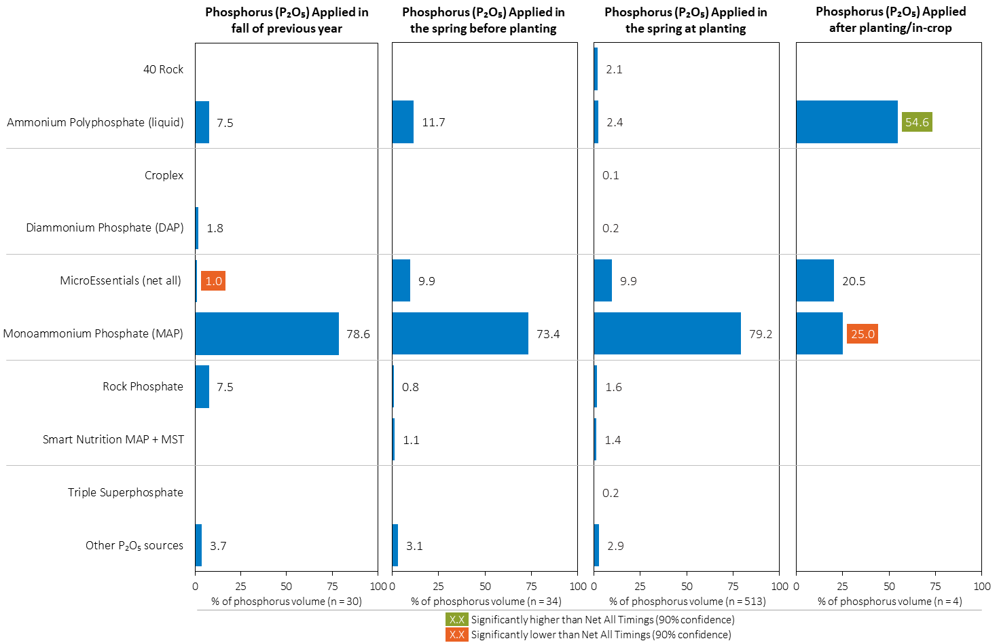 Phosphorus (P₂O₅) Applied in
fall of previous year
Phosphorus (P₂O₅) Applied in
the spring before planting
Phosphorus (P₂O₅) Applied in
the spring at planting
Phosphorus (P₂O₅) Applied
after planting/in-crop
40 Rock
2.1
Ammonium Polyphosphate (liquid)
7.5
11.7
2.4
54.6
Croplex
0.1
Diammonium Phosphate (DAP)
1.8
0.2
MicroEssentials (net all)
1.0
9.9
9.9
20.5
Monoammonium Phosphate (MAP)
78.6
73.4
79.2
25.0
Rock Phosphate
7.5
0.8
1.6
Smart Nutrition MAP + MST
1.1
1.4
Triple Superphosphate
0.2
Other P₂O₅ sources
3.7
3.1
2.9
0 25 50 75 100
0 25 50 75 100
0 25 50 75 100
0 25 50 75 100
% of phosphorus volume (n = 30)
% of phosphorus volume (n = 34)
% of phosphorus volume (n = 513)
% of phosphorus volume (n = 4)
X.X Significantly higher than Net All Timings (90% confidence)
X.X Significantly lower than Net All Timings (90% confidence)